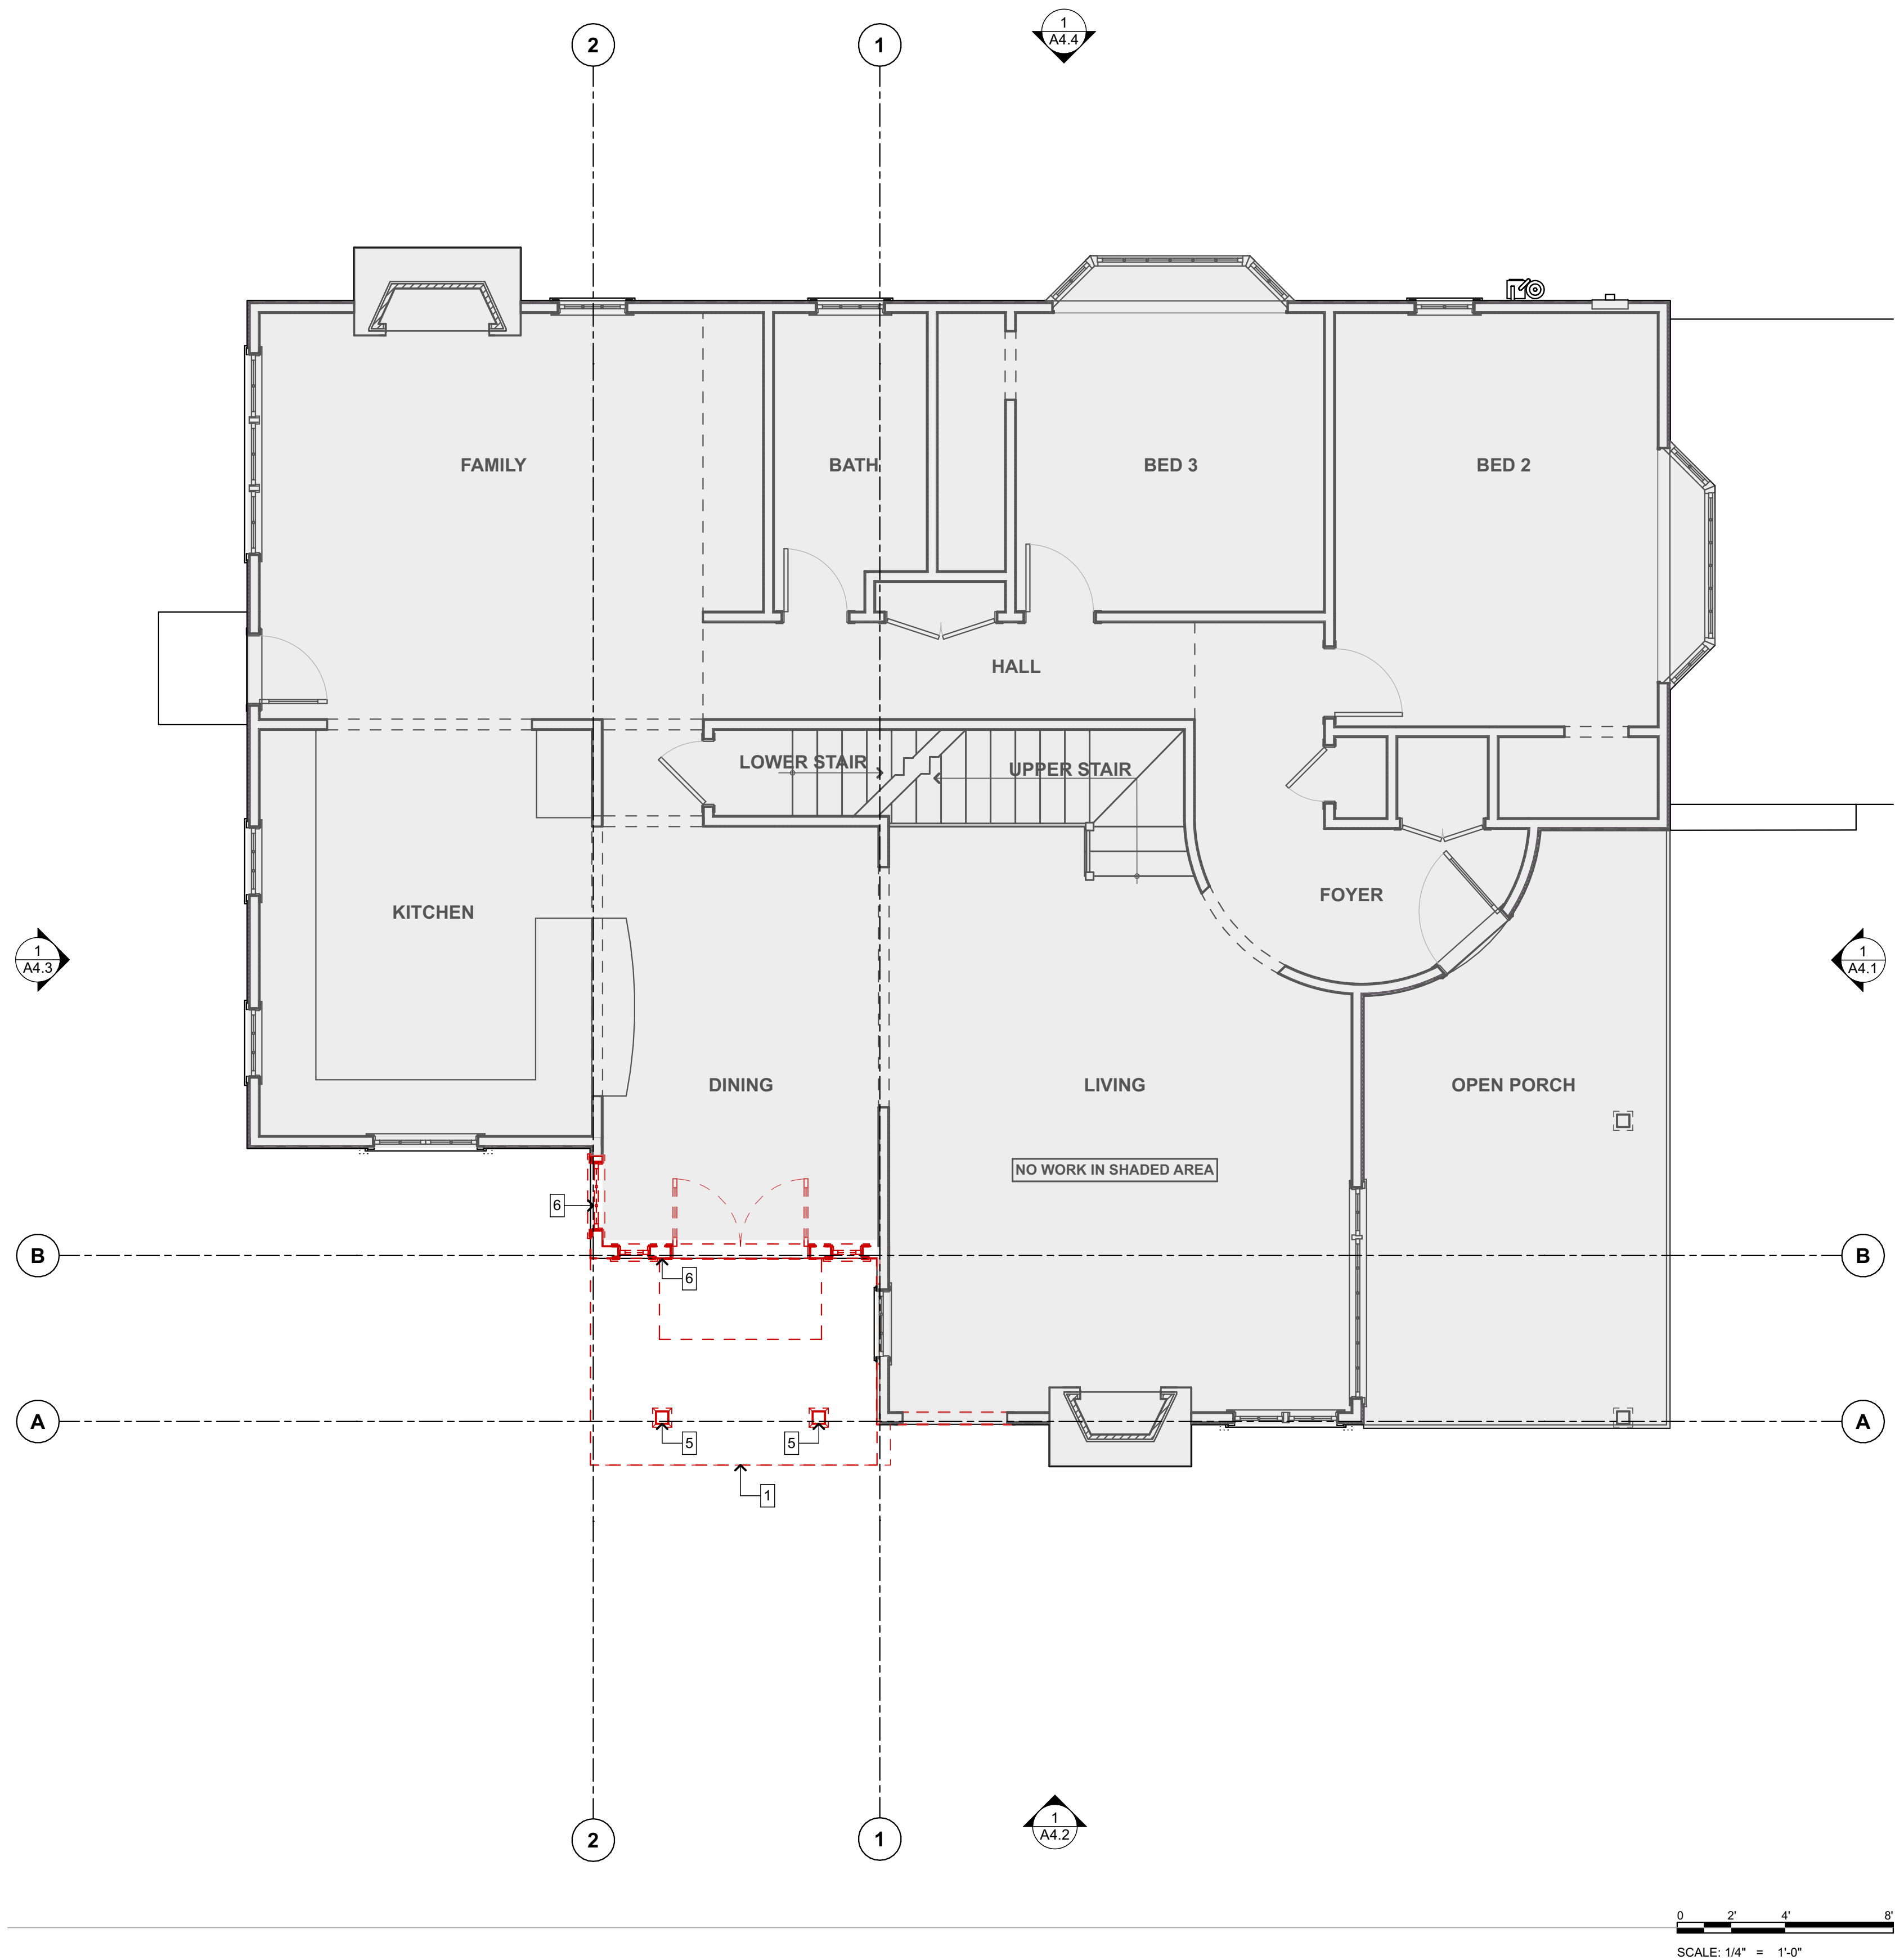 2
1
1
A4.4
FAMILY
BATH
BED 3
BED 2
HALL
LOWER STAIR
UPPER STAIR
FOYER
KITCHEN
1
A4.3
1
A4.1
DINING
LIVING
OPEN PORCH
NO WORK IN SHADED AREA
6
B
B
6
A
A
5
5
1
1
A4.2
2
1
0 2' 4' 8'
SCALE: 1/4" = 1'-0"